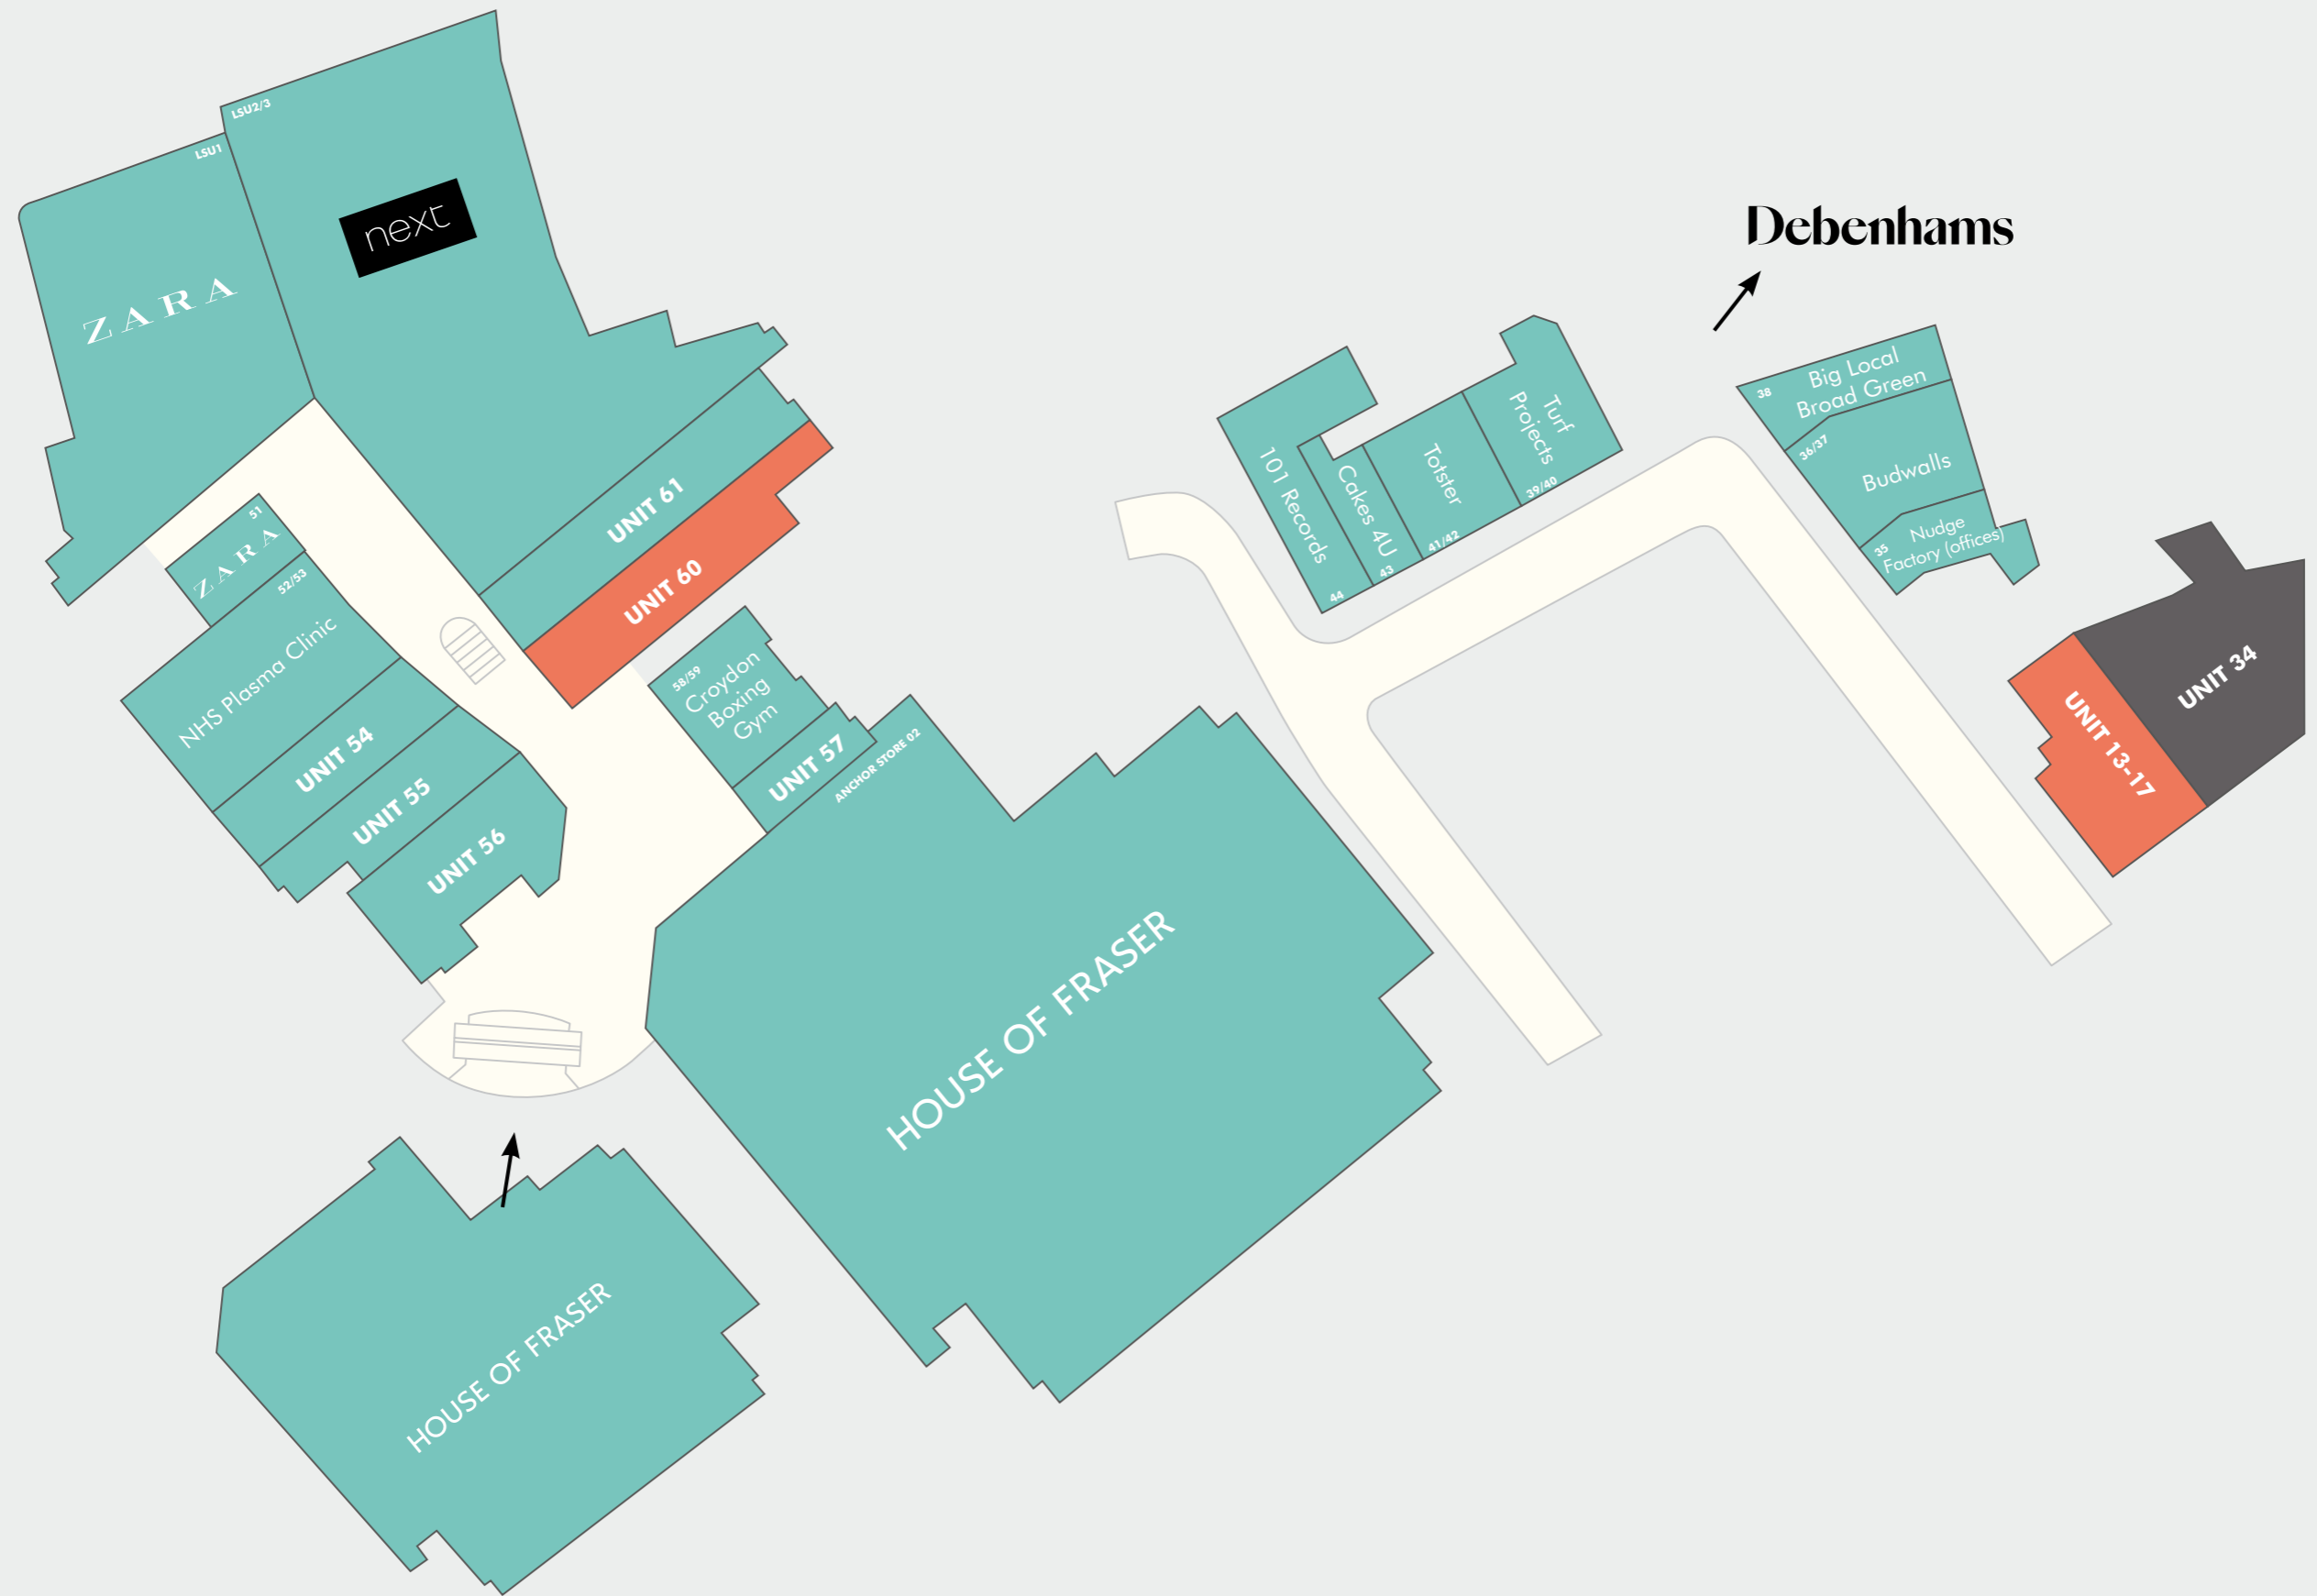 LSU2/3
LSU1
next
ZARA
51
ZARA
52/53
NHS Plasma Clinic
UNIT 54
UNIT 55
UNIT 56
UNIT 61
UNIT 60
58/59
Croydon
Boxing
Gym
UNIT 57
ANCHOR STORE 02
HOUSE OF FRASER
HOUSE OF FRASER
101 Records
44
Cakes 4U
43
Totster
41/42
Turf
Projects
39/40
Debenhams
38
Big Local
Broad Green
36/37
Budwalls
35
Nudge
Factory (offices)
UNIT 34
UNIT 13-17